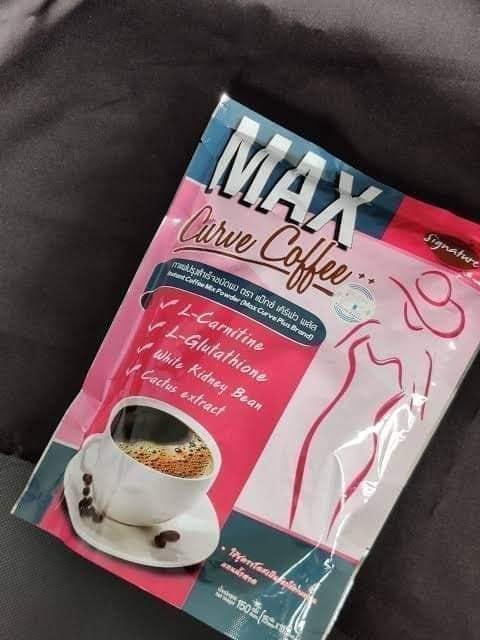 MAX
Curve Coffee ++
Signature
กาแฟปรุงสำเร็จชนิดผง ตรา แม็กซ์ เคิร์ฟว พลัส
Instant Coffee Mix Powder (Max Curve Plus Brand)
L-Carnitine
L-Glutathione
White Kidney Bean
Cactus extract
150